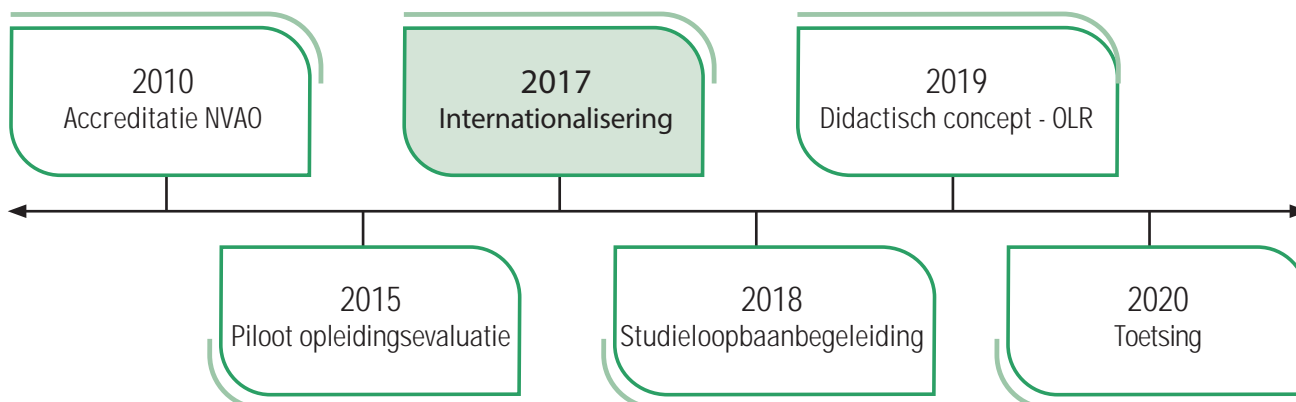 2010
Accreditatie NVAO
2017
Internationalisering
2019
Didactisch concept - OLR
2015
Piloot opleidingsevaluatie
2018
Studieloopbaanbegeleiding
2020
Toetsing